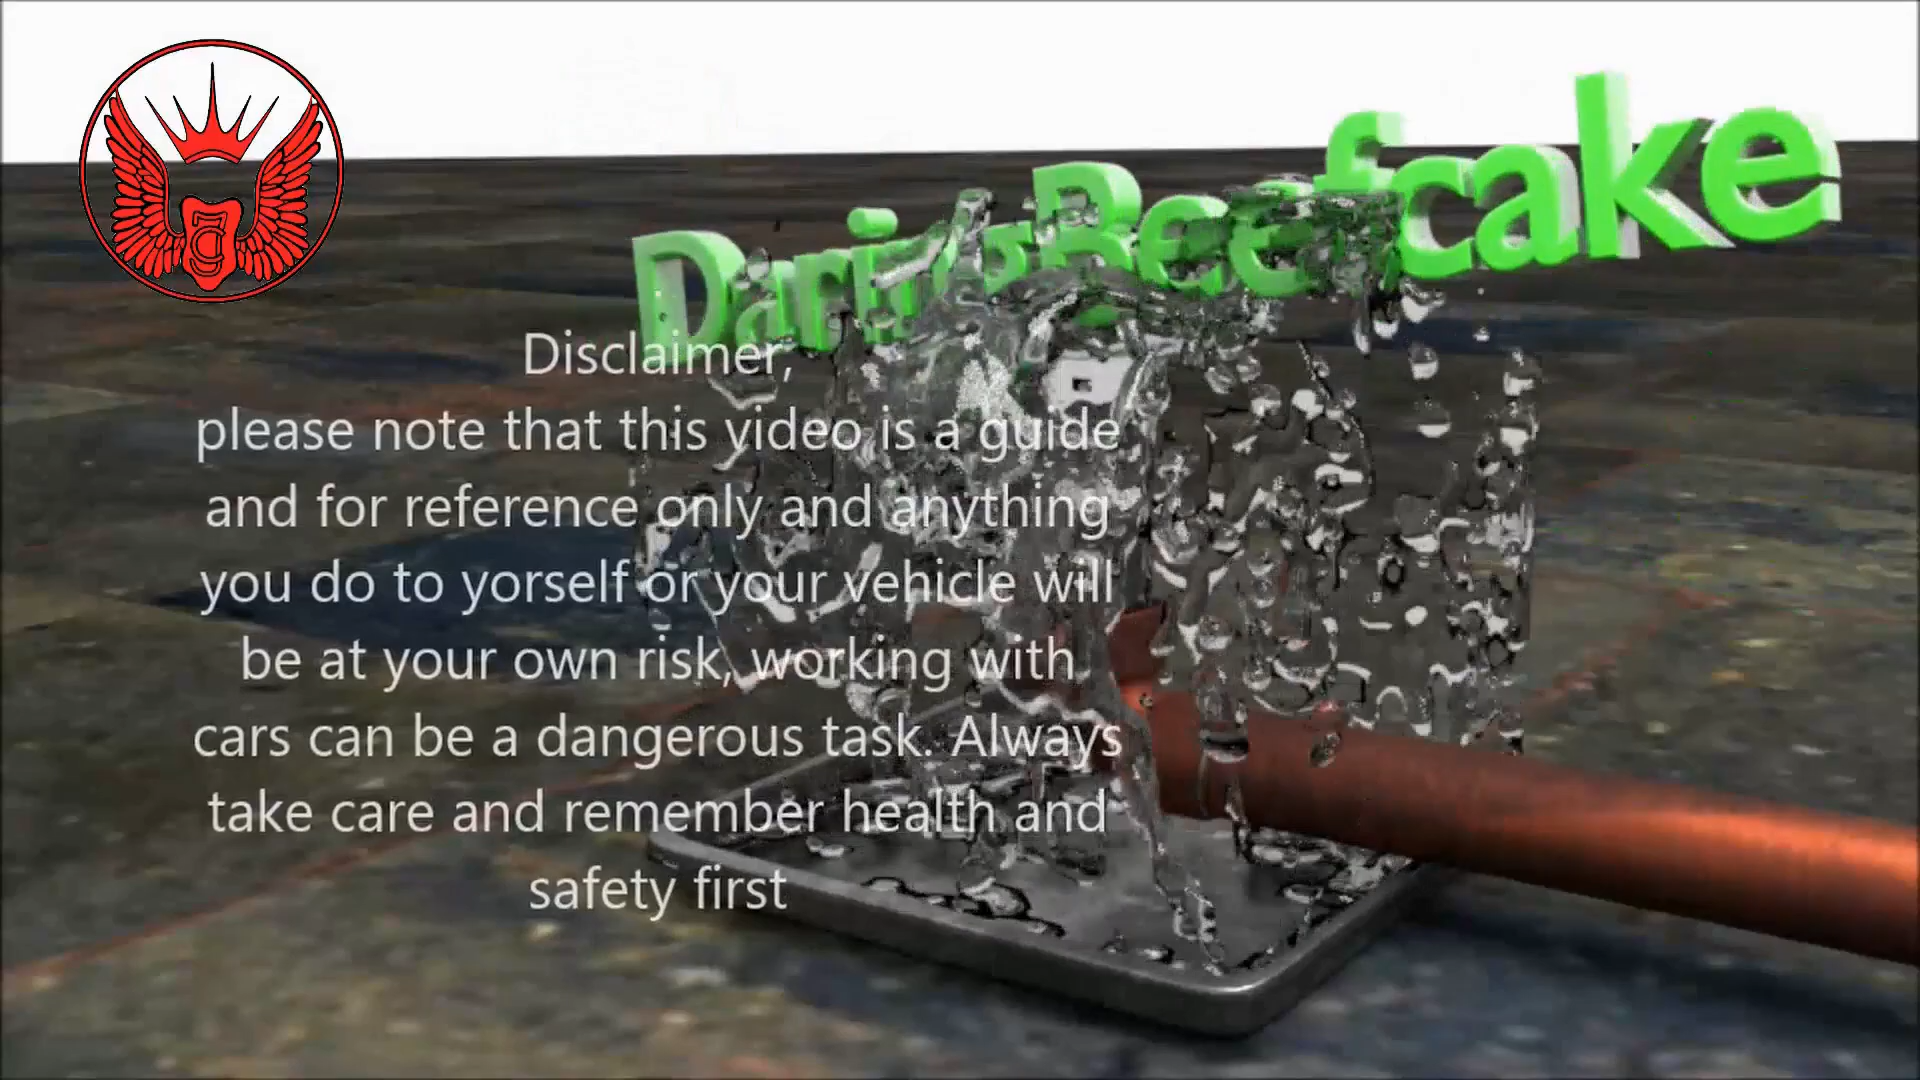 DaringBeefcake
Disclaimer,
please note that this video is a guide
and for reference only and anything
you do to yorself or your vehicle will
be at your own risk, working with
cars can be a dangerous task. Always
take care and remember health and
safety first